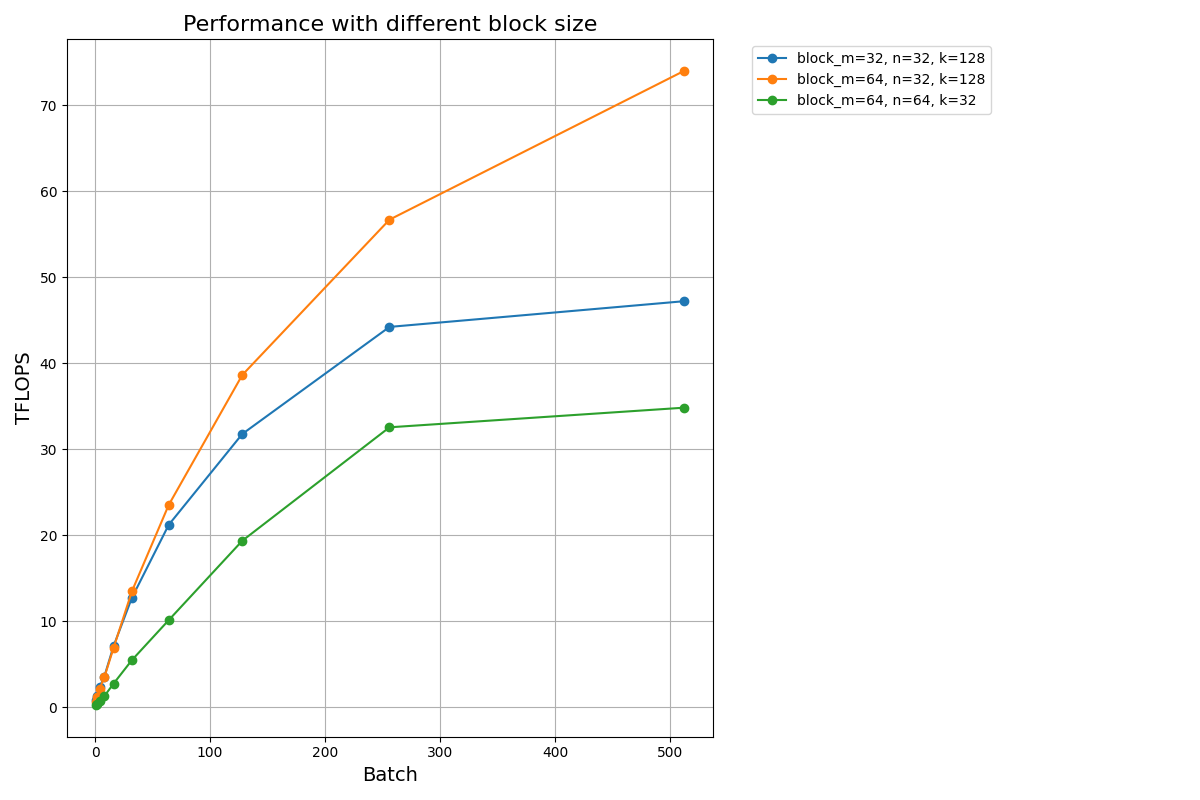 Performance with different block size
block_m=32, n=32, k=128
block_m=64, n=32, k=128
block_m=64, n=64, k=32
TFLOPS
70
60
50
40
30
20
10
0
0 100 200 300 400 500
Batch